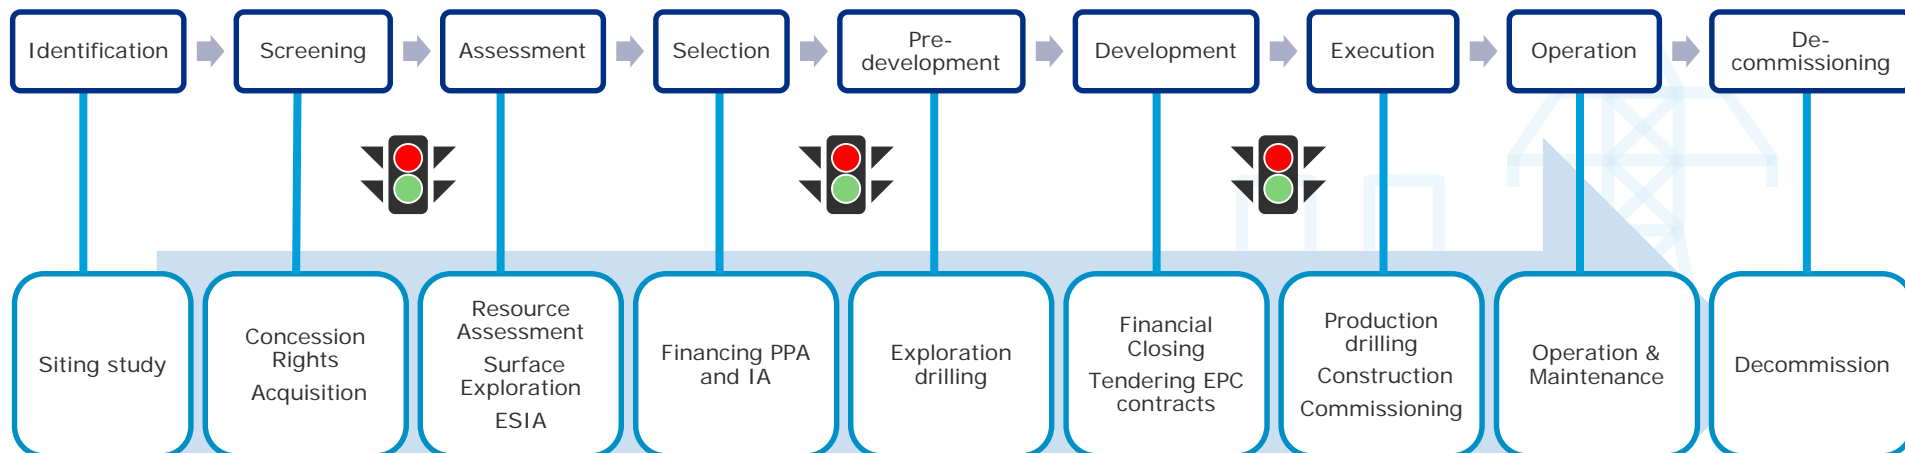 Identification
Screening
Assessment
Selection
Pre-
development
Development
Execution
Operation
De-
commissioning
Siting study
Concession
Rights
Acquisition
Resource
Assessment
Surface
Exploration
ESIA
Financing PPA
and IA
Exploration
drilling
Financial
Closing
Tendering EPC
contracts
Production
drilling
Construction
Commissioning
Operation &
Maintenance
Decommission